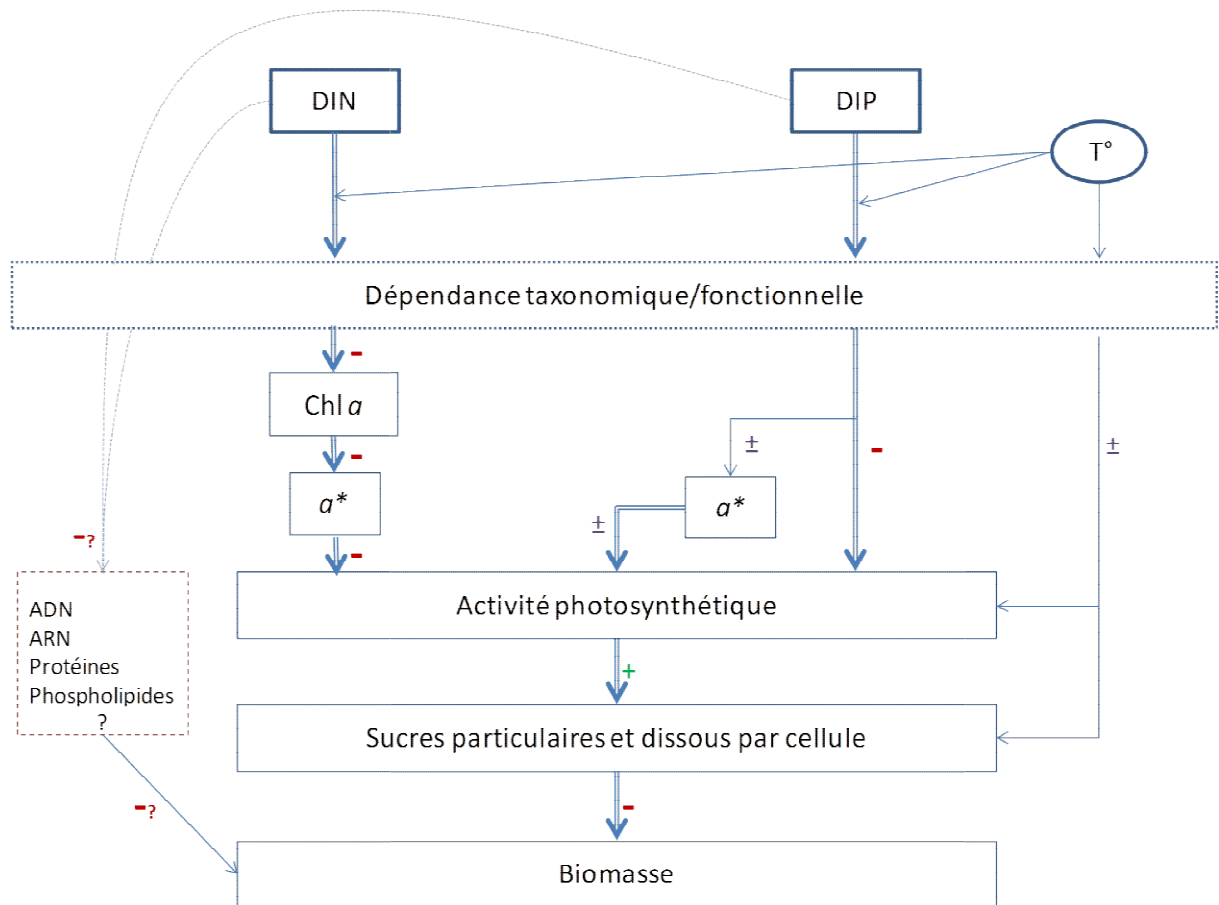 DIN
DIP
T°
Dépendance taxonomique/fonctionnelle
-
Chl a
-
±
-
±
a*
a*
±
-?
-
ADN
ARN
Protéines
Phospholipides
?
Activité photosynthétique
+
Sucres particulaires et dissous par cellule
-?
-
Biomasse